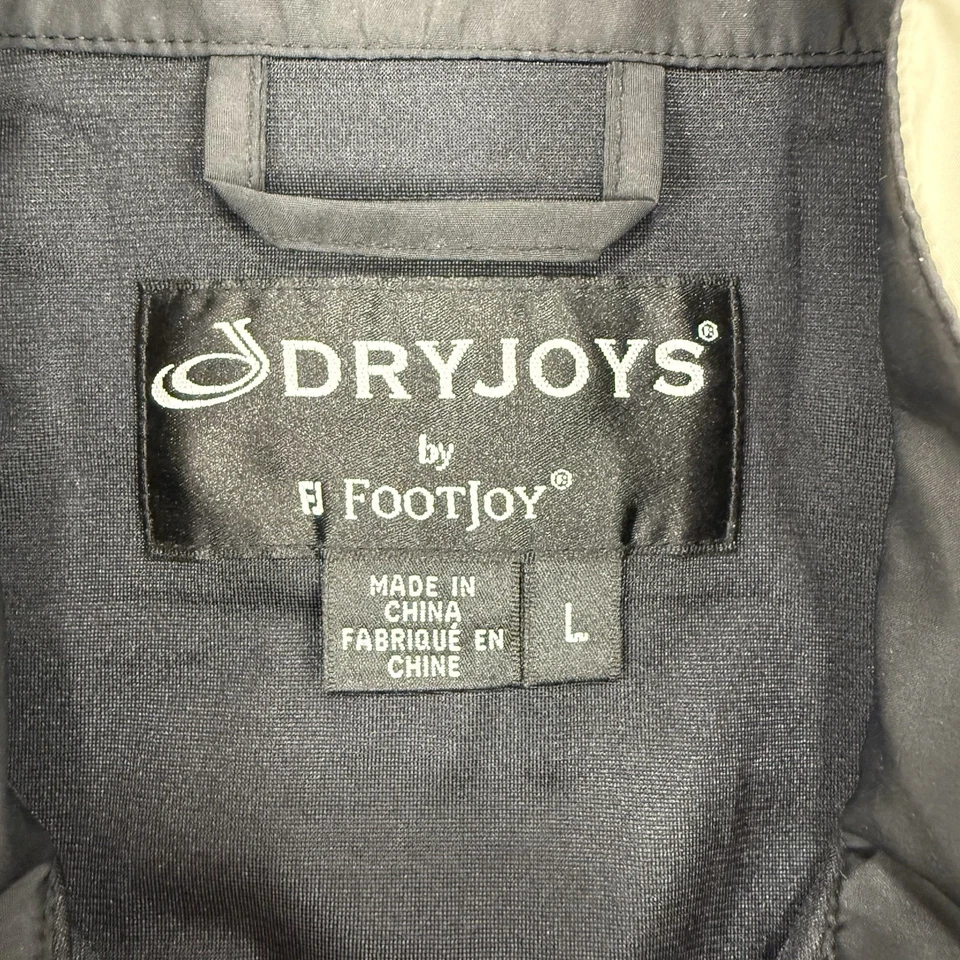 DRYJOYS®
by
FJ FOOTJOY®
MADE IN
CHINA
FABRIQUÉ EN
CHINE
L